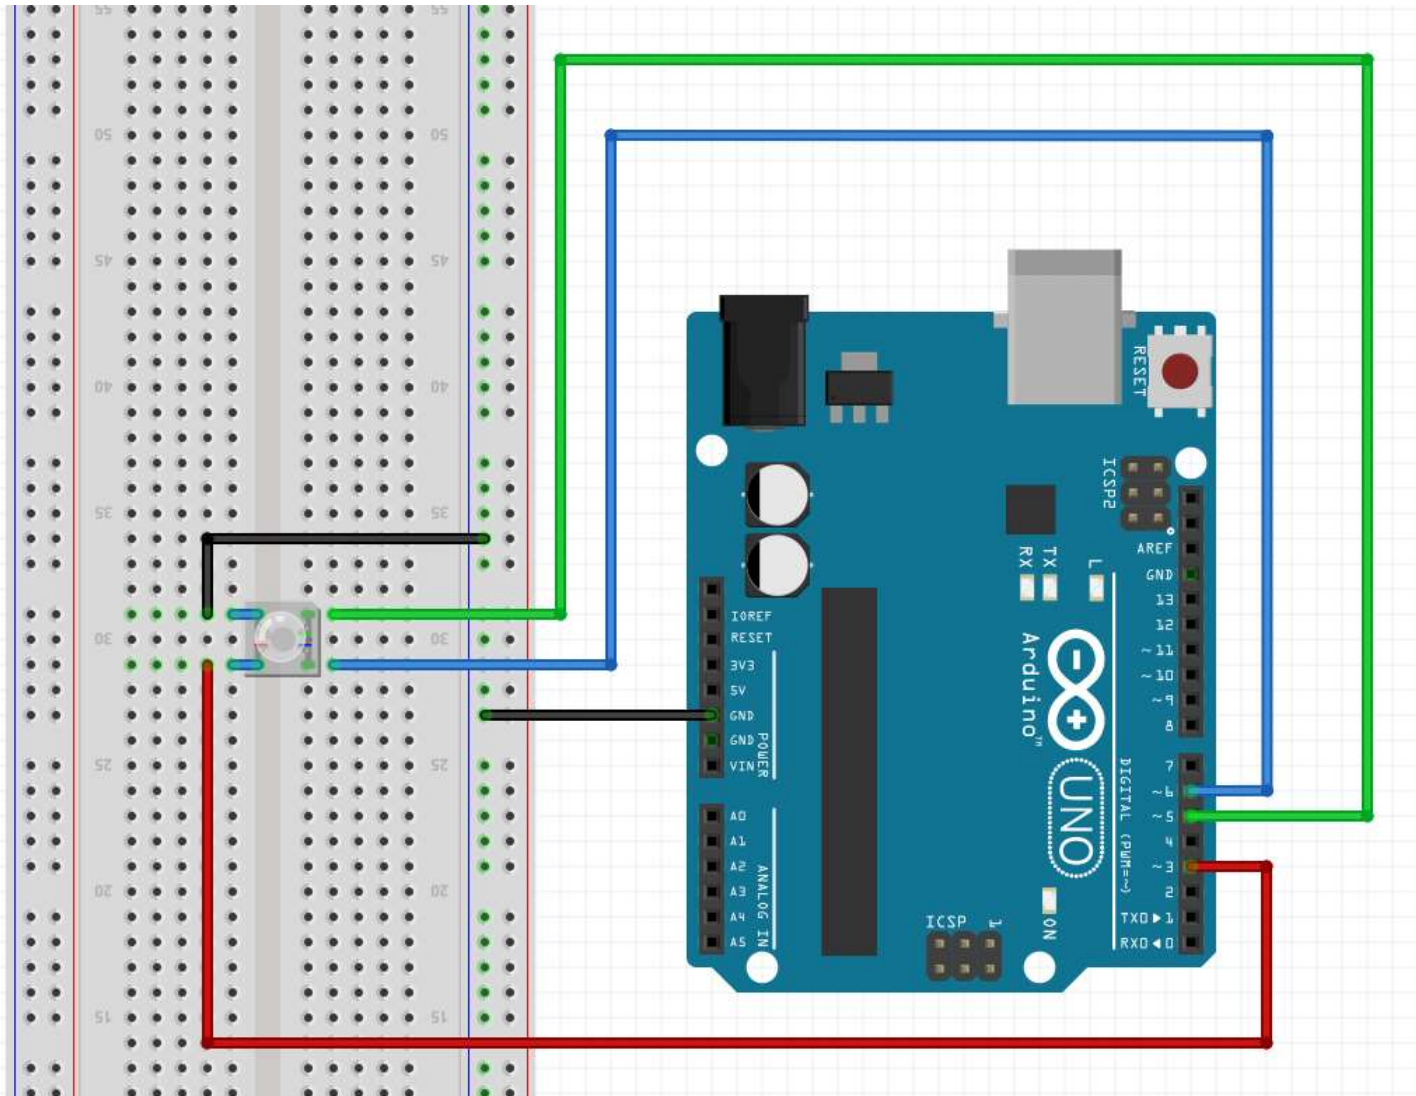 55 55
50 50
45 45
40 40
35 35
30 30
25 25
20 20
15 15
RESET
ICSP2
AREF
GND
13
12
~11
~10
~9
8
7
~6
~5
4
~3
2
TX0▶1
RX0◀0
RX
TX
L
Arduino™
UNO
DIGITAL (PWM=~)
IOREF
RESET
3V3
5V
GND
GND
VIN
POWER
A0
A1
A2
A3
A4
A5
ANALOG IN
ICSP
1
ON